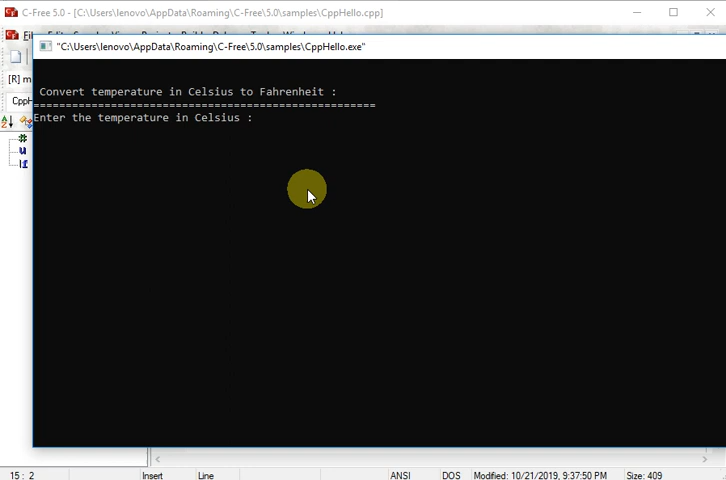 C-Free 5.0 - [C:\Users\lenovo\AppData\Roaming\C-Free\5.0\samples\CppHello.cpp]
"C:\Users\lenovo\AppData\Roaming\C-Free\5.0\samples\CppHello.exe"
[R] m
CppH
Convert temperature in Celsius to Fahrenheit :
====================================================
Enter the temperature in Celsius :
15: 2 Insert Line ANSI DOS Modified: 10/21/2019, 9:37:50 PM Size: 409